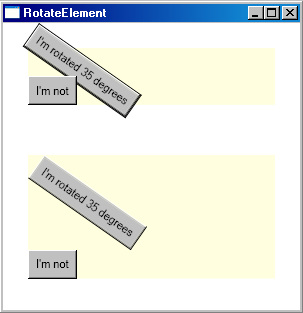 RotateElement
I'm rotated 35 degrees
I'm not
I'm rotated 35 degrees
I'm not